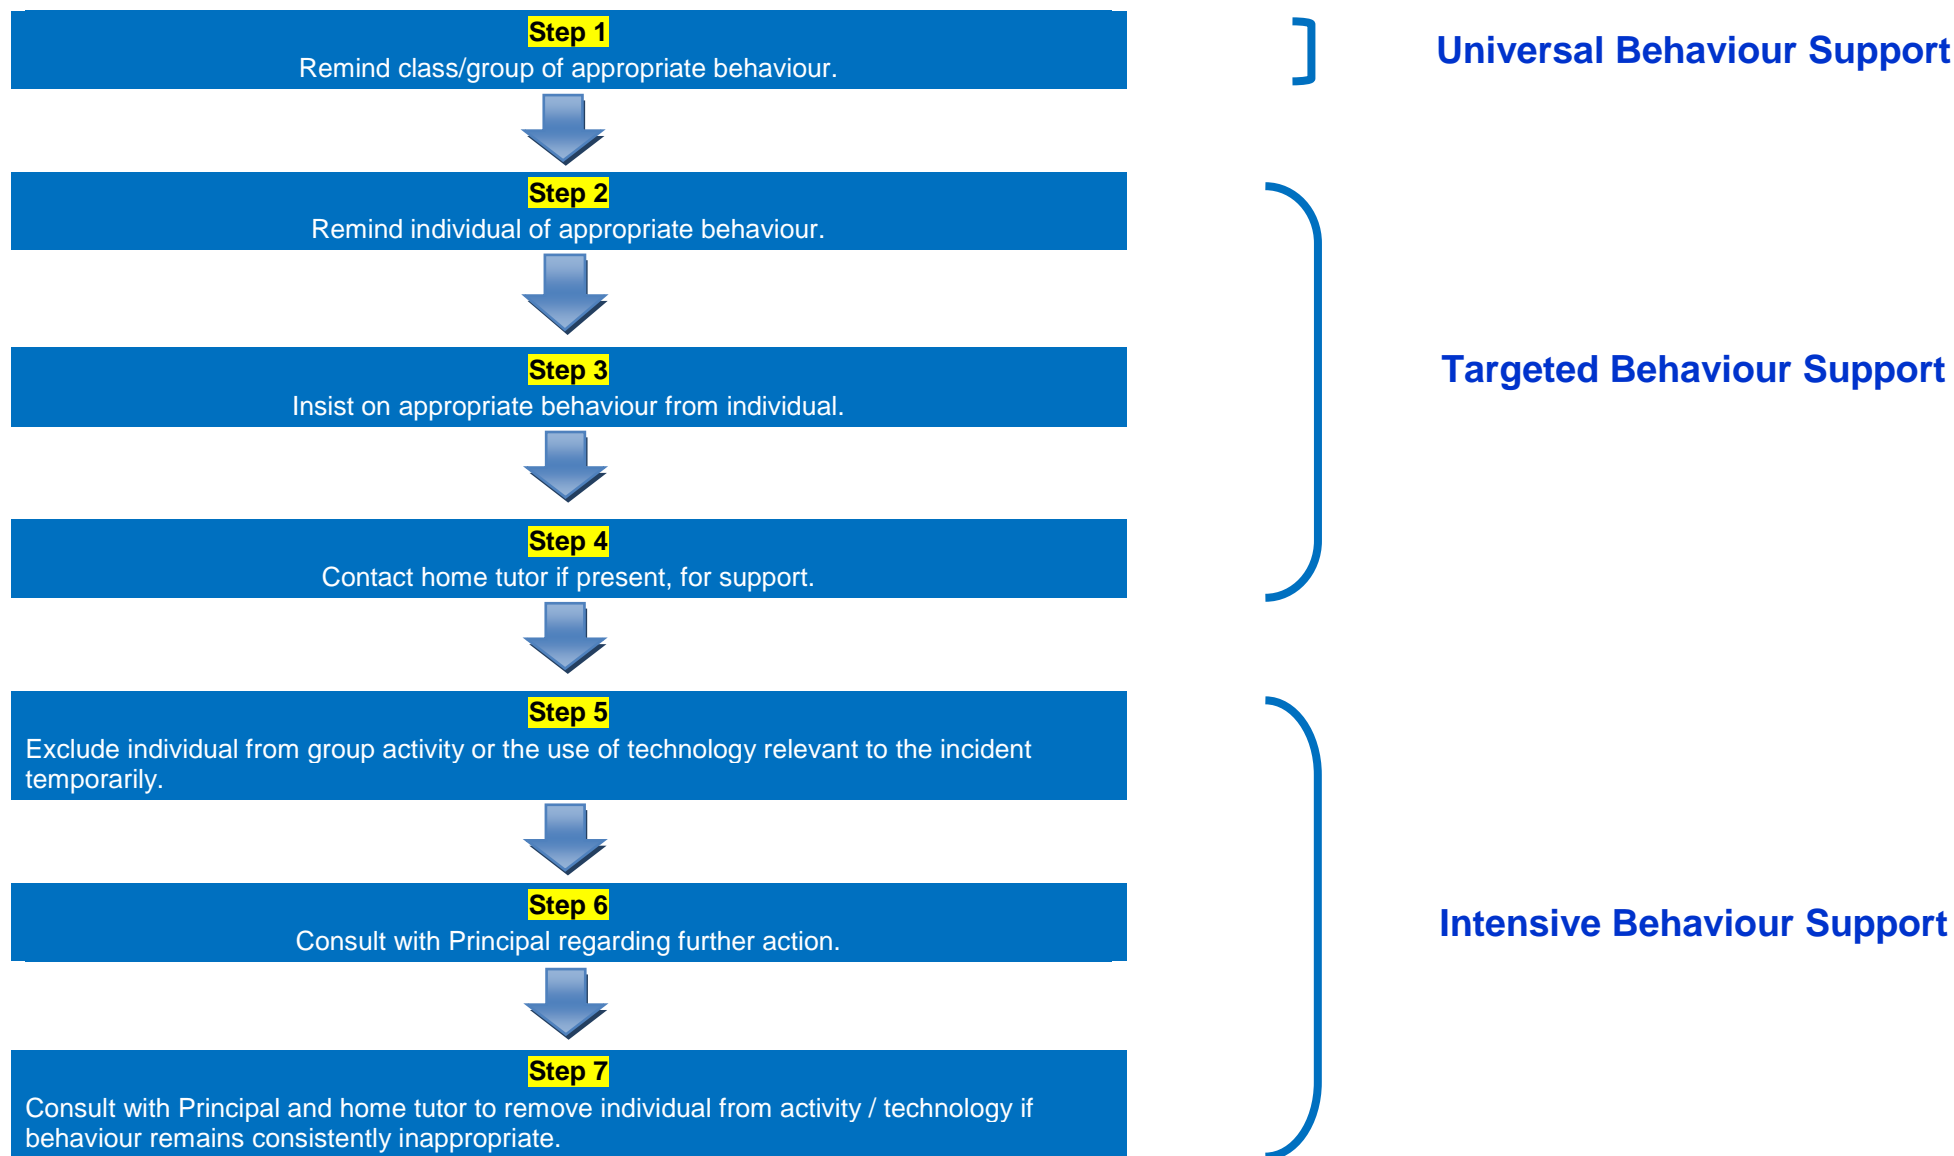 Step 1
Remind class/group of appropriate behaviour.
Universal Behaviour Support
Step 2
Remind individual of appropriate behaviour.
Step 3
Insist on appropriate behaviour from individual.
Targeted Behaviour Support
Step 4
Contact home tutor if present, for support.
Step 5
Exclude individual from group activity or the use of technology relevant to the incident
temporarily.
Step 6
Consult with Principal regarding further action.
Intensive Behaviour Support
Step 7
Consult with Principal and home tutor to remove individual from activity / technology if
behaviour remains consistently inappropriate.